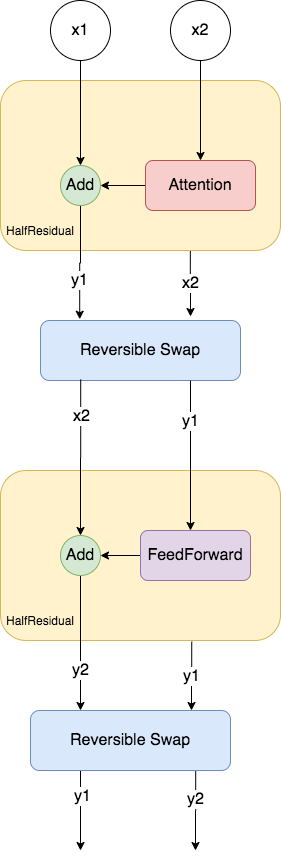 x1
x2
Add
Attention
HalfResidual
y1
x2
Reversible Swap
x2
y1
Add
FeedForward
HalfResidual
y2
y1
Reversible Swap
y1
y2